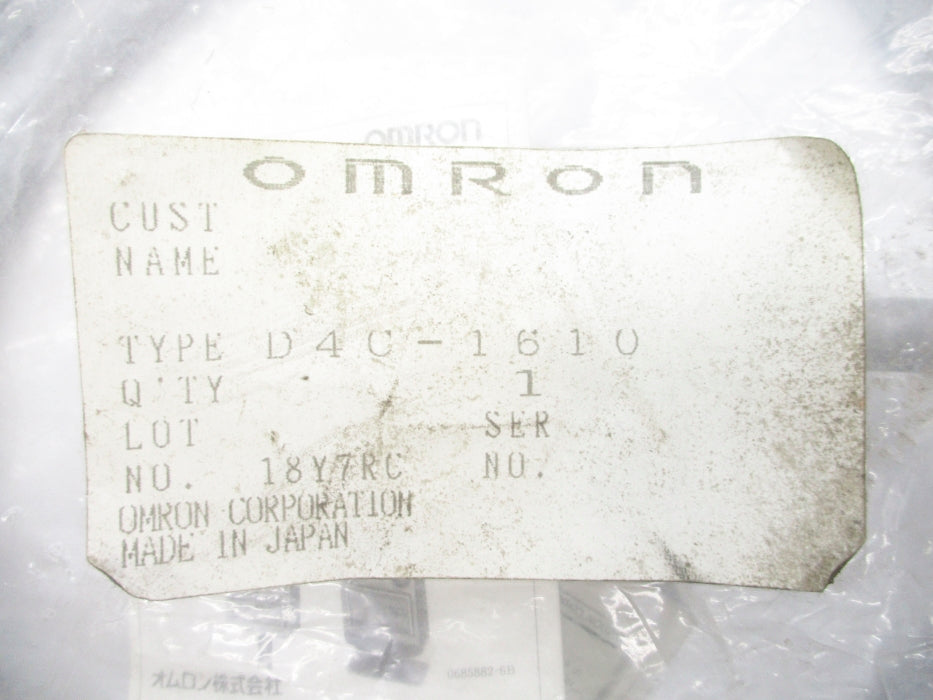 OMRON
OMRON
CUST
NAME
TYPE D4C-1610
Q'TY 1
LOT SER
NO. 18Y7RC NO.
OMRON CORPORATION
MADE IN JAPAN
オムロン株式会社
0685882-6B